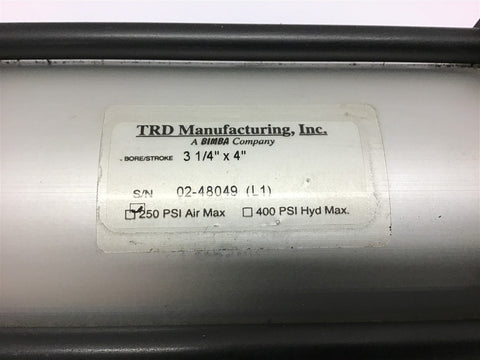 TRD Manufacturing, Inc.
A BIMBA Company
BORE/STROKE 3 1/4" x 4"
S/N 02-48049 (L1)
☑ 250 PSI Air Max ☐ 400 PSI Hyd Max.